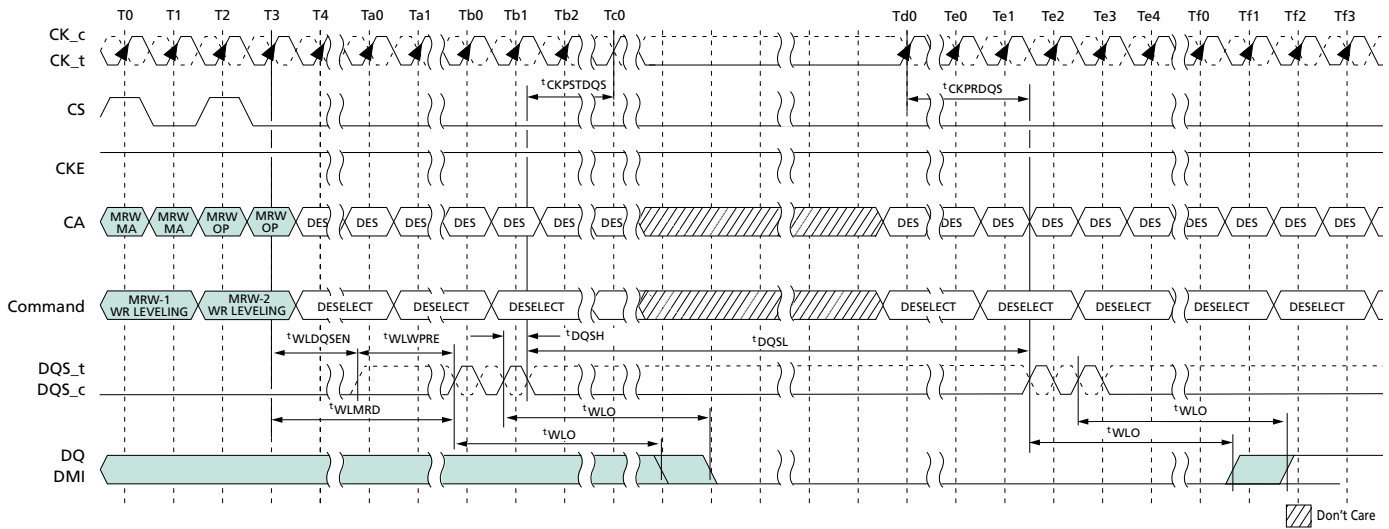 T0 T1 T2 T3 T4 Ta0 Ta1 Tb0 Tb1 Tb2 Tc0 Td0 Te0 Te1 Te2 Te3 Te4 Tf0 Tf1 Tf2 Tf3
CK_c
CK_t
tCKPSTDQS tCKPRDQS
CS
CKE
CA MRW MA MRW MA MRW OP MRW OP DES DES DES DES DES DES DES DES DES DES DES DES DES DES DES DES DES
Command MRW-1 WR LEVELING MRW-2 WR LEVELING DESELECT DESELECT DESELECT DESELECT DESELECT DESELECT DESELECT DESELECT
tWLDQSEN tWLWPRE tDQSH tDQSL
DQS_t
DQS_c
tWLMRD tWLO tWLO
tWLO tWLO
DQ
DMI
Don't Care